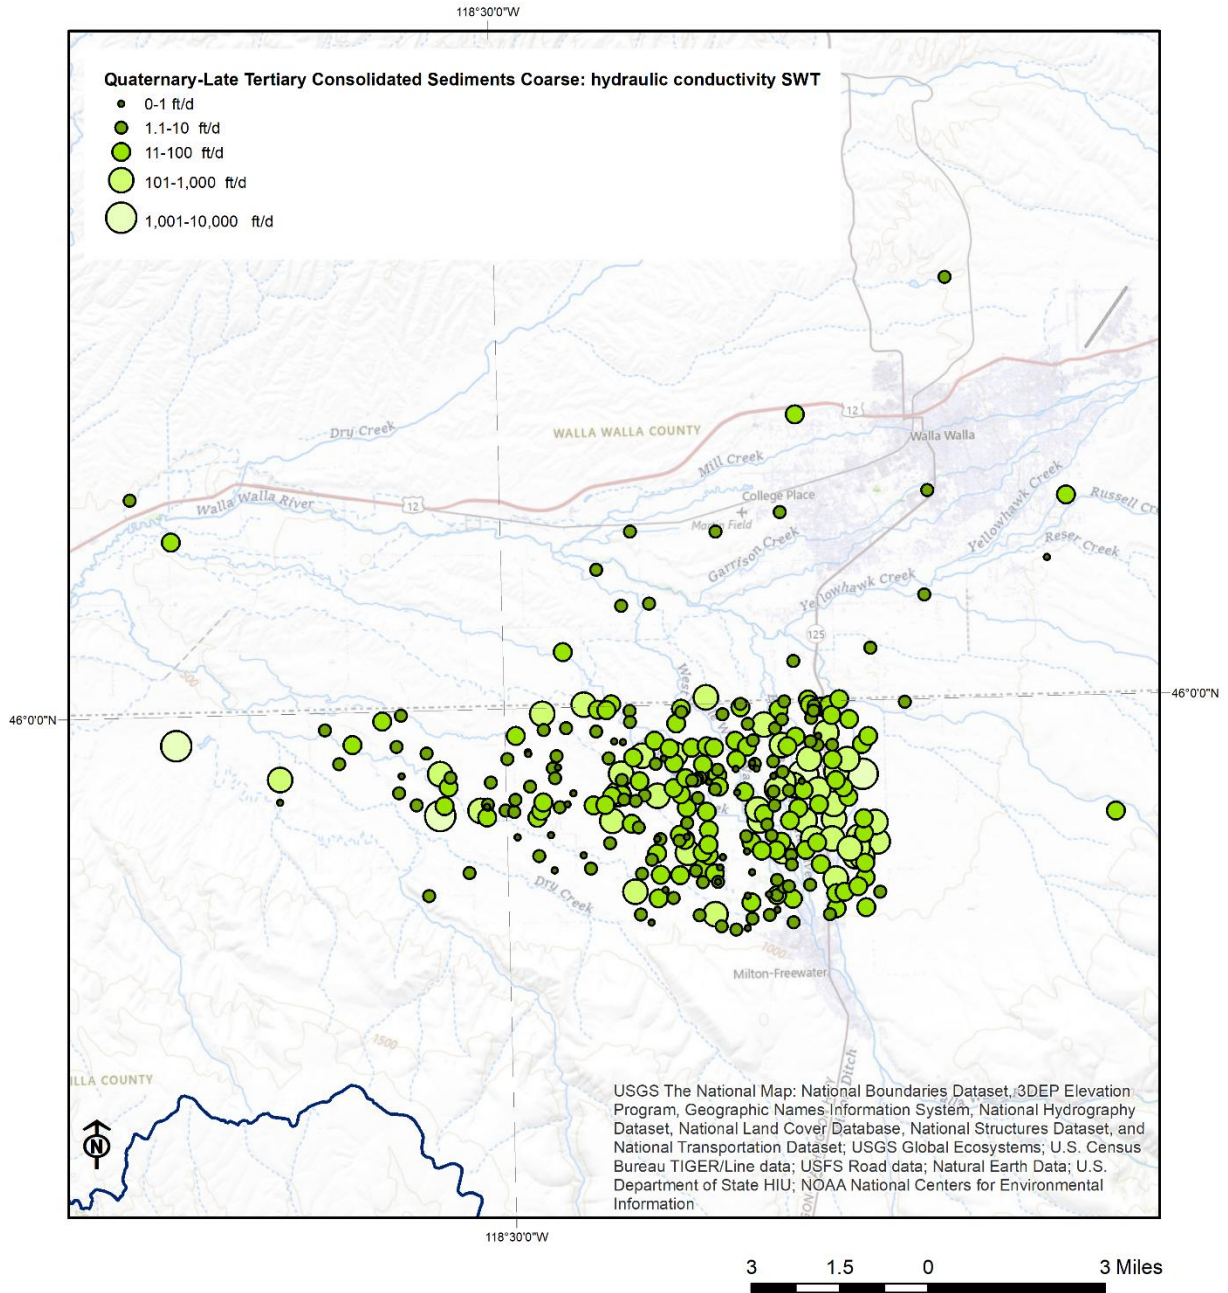 118°30'0"W
Quaternary-Late Tertiary Consolidated Sediments Coarse: hydraulic conductivity SWT
0-1 ft/d
1.1-10 ft/d
11-100 ft/d
101-1,000 ft/d
1,001-10,000 ft/d
12
Walla Walla
Dry Creek
WALLA WALLA COUNTY
Mill Creek
College Place
Martin Field
Walla Walla River
12
Yellowhawk Creek
Russell
Reser Creek
Garrison Creek
Yellowhawk Creek
125
500
46°0'0"N
46°0'0"N
Dry Creek
1000
Milton-Freewater
1500
ILLA COUNTY
Ditch
USGS The National Map: National Boundaries Dataset, 3DEP Elevation
Program, Geographic Names Information System, National Hydrography
Dataset, National Land Cover Database, National Structures Dataset, and
National Transportation Dataset; USGS Global Ecosystems; U.S. Census
Bureau TIGER/Line data; USFS Road data; Natural Earth Data; U.S.
Department of State HIU; NOAA National Centers for Environmental
Information
N
118°30'0"W
3 1.5 0 3 Miles